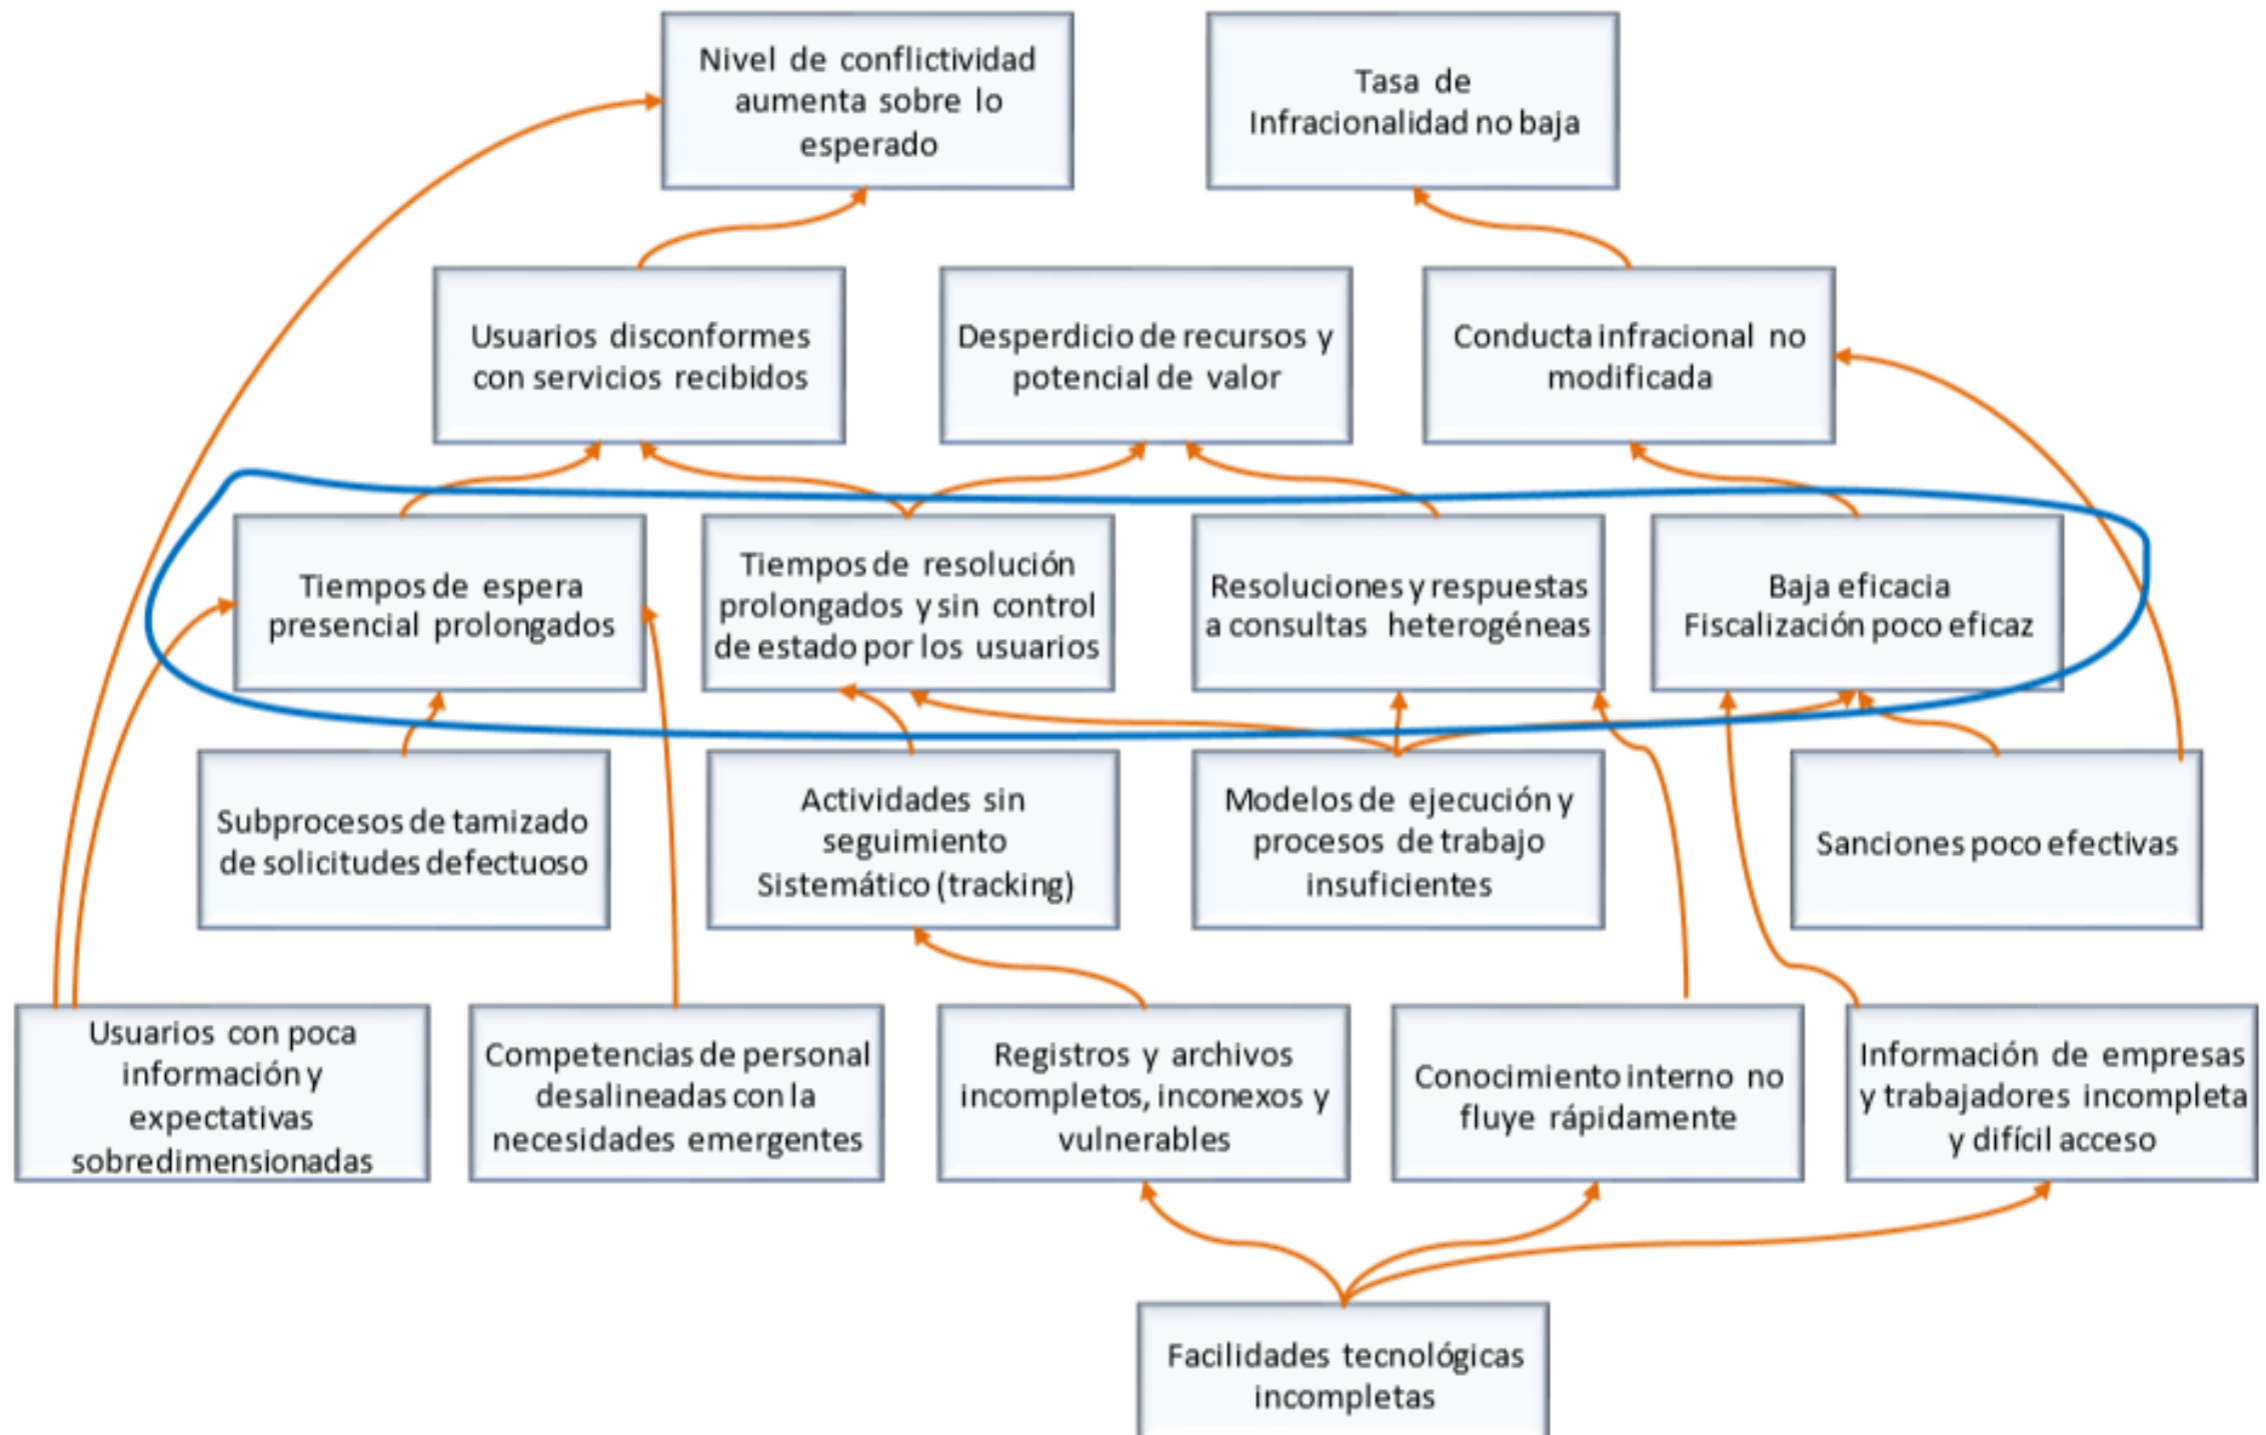 Nivel de conflictividad
aumenta sobre lo
esperado
Tasa de
Infracionalidad no baja
Usuarios disconformes
con servicios recibidos
Desperdicio de recursos y
potencial de valor
Conducta infracional no
modificada
Tiempos de espera
presencial prolongados
Tiempos de resolución
prolongados y sin control
de estado por los usuarios
Resoluciones y respuestas
a consultas heterogéneas
Baja eficacia
Fiscalización poco eficaz
Subprocesos de tamizado
de solicitudes defectuoso
Actividades sin
seguimiento
Sistemático (tracking)
Modelos de ejecución y
procesos de trabajo
insuficientes
Sanciones poco efectivas
Usuarios con poca
información y
expectativas
sobredimensionadas
Competencias de personal
desalineadas con la
necesidades emergentes
Registros y archivos
incompletos, inconexos y
vulnerables
Conocimiento interno no
fluye rápidamente
Información de empresas
y trabajadores incompleta
y difícil acceso
Facilidades tecnológicas
incompletas